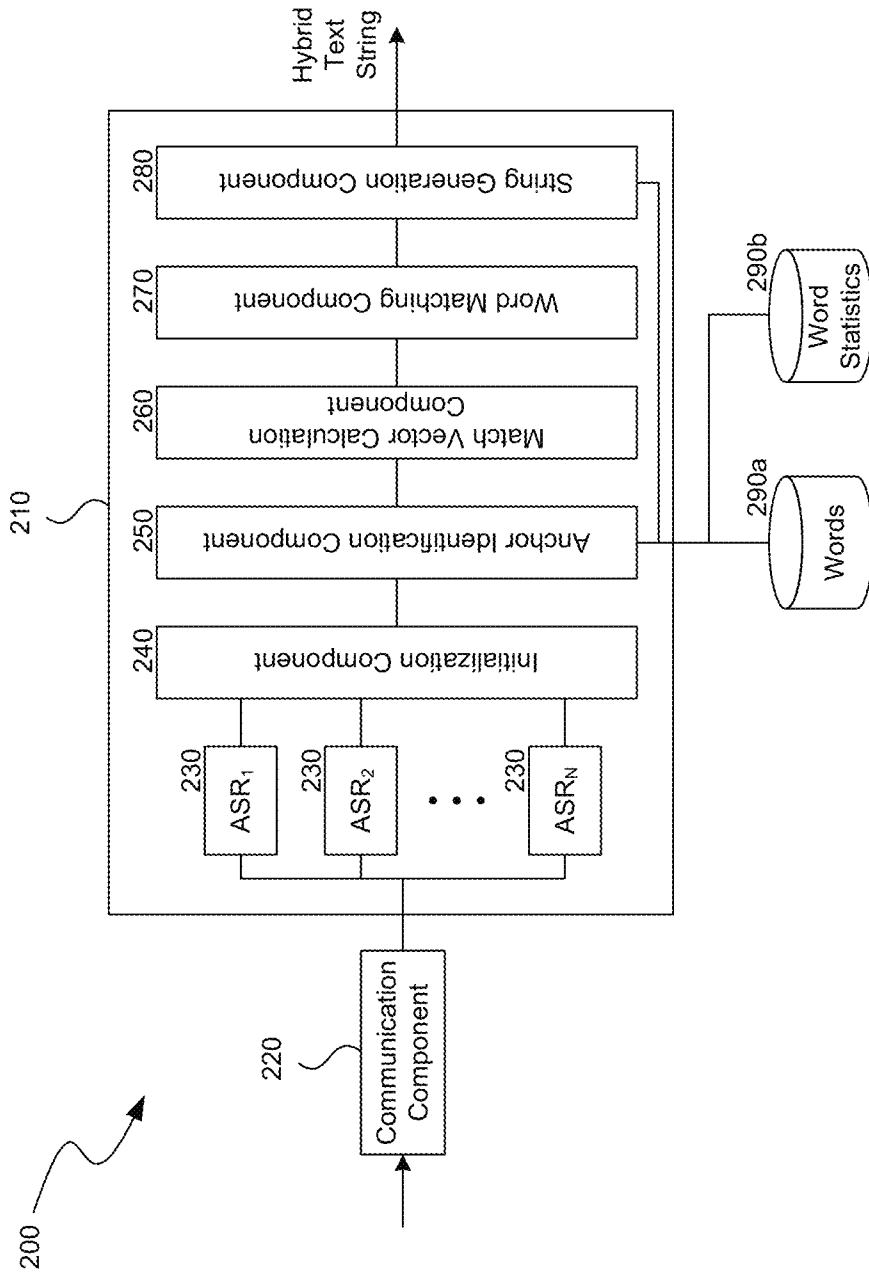 200
220
Communication
Component
210
230
ASR1
230
ASR2
230
ASRN
240
Initialization Component
250
Anchor Identification Component
260
Match Vector Calculation
Component
270
Word Matching Component
280
String Generation Component
Hybrid
Text
String
290a
Words
290b
Word
Statistics